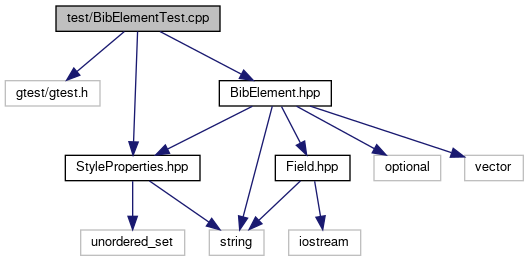 test/BibElementTest.cpp
gtest/gtest.h
BibElement.hpp
StyleProperties.hpp
Field.hpp
optional
vector
unordered_set
string
iostream